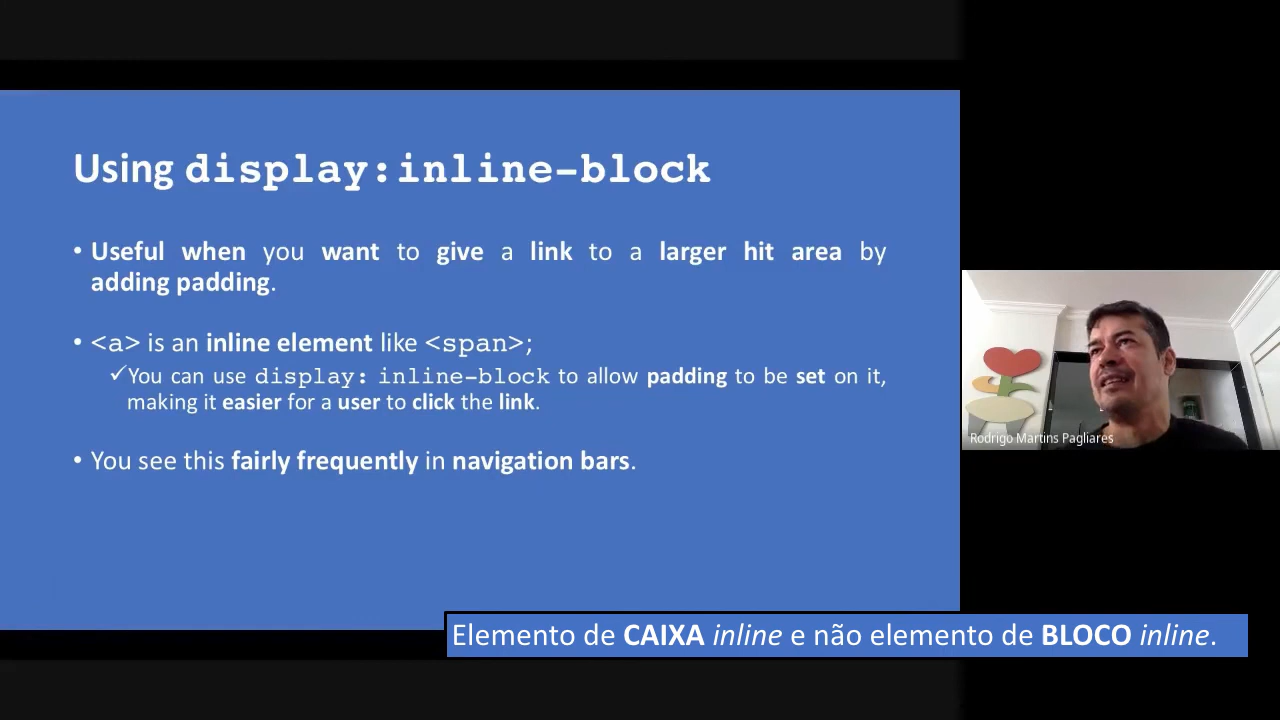 Using display:inline-block
• Useful when you want to give a link to a larger hit area by
adding padding.
• <a> is an inline element like <span>;
✓You can use display: inline-block to allow padding to be set on it,
making it easier for a user to click the link.
• You see this fairly frequently in navigation bars.
Rodrigo Martins Pagliares
Elemento de CAIXA inline e não elemento de BLOCO inline.